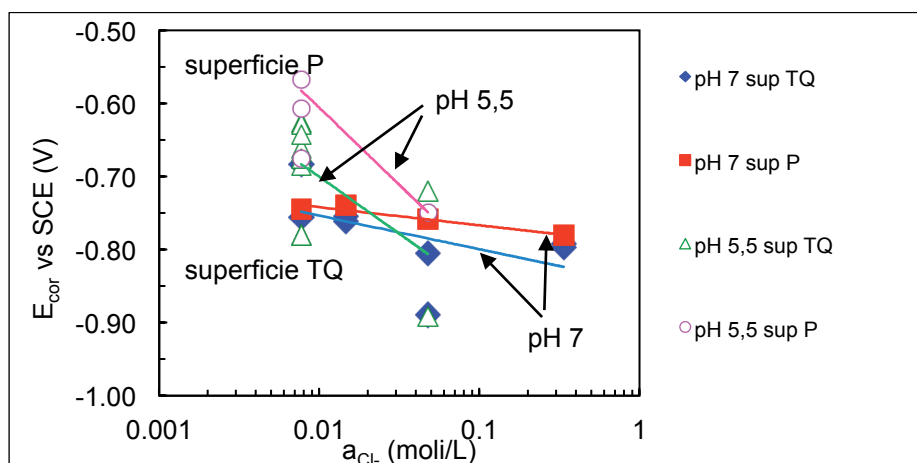 -0.50
-0.60
-0.70
-0.80
-0.90
-1.00
E_cor vs SCE (V)
superficie P
pH 5,5
superficie TQ
pH 7
0.001
0.01
0.1
1
a_Cl- (moli/L)
pH 7 sup TQ
pH 7 sup P
pH 5,5 sup TQ
pH 5,5 sup P